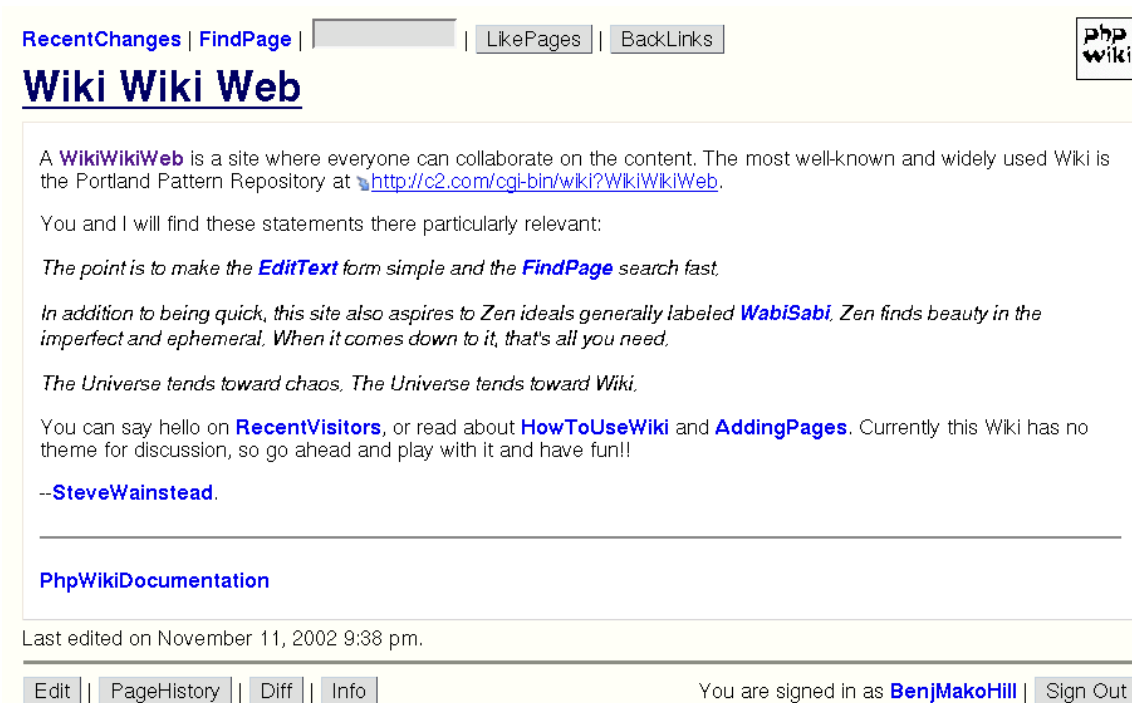 RecentChanges | FindPage | | LikePages | BackLinks
php
wiki
Wiki Wiki Web
A WikiWikiWeb is a site where everyone can collaborate on the content. The most well-known and widely used Wiki is
the Portland Pattern Repository at http://c2.com/cgi-bin/wiki?WikiWikiWeb.
You and I will find these statements there particularly relevant:
The point is to make the EditText form simple and the FindPage search fast.
In addition to being quick, this site also aspires to Zen ideals generally labeled WabiSabi. Zen finds beauty in the
imperfect and ephemeral. When it comes down to it, that's all you need.
The Universe tends toward chaos. The Universe tends toward Wiki.
You can say hello on RecentVisitors, or read about HowToUseWiki and AddingPages. Currently this Wiki has no
theme for discussion, so go ahead and play with it and have fun!!
--SteveWainstead.
PhpWikiDocumentation
Last edited on November 11, 2002 9:38 pm.
Edit | PageHistory | Diff | Info You are signed in as BenjMakoHill | Sign Out